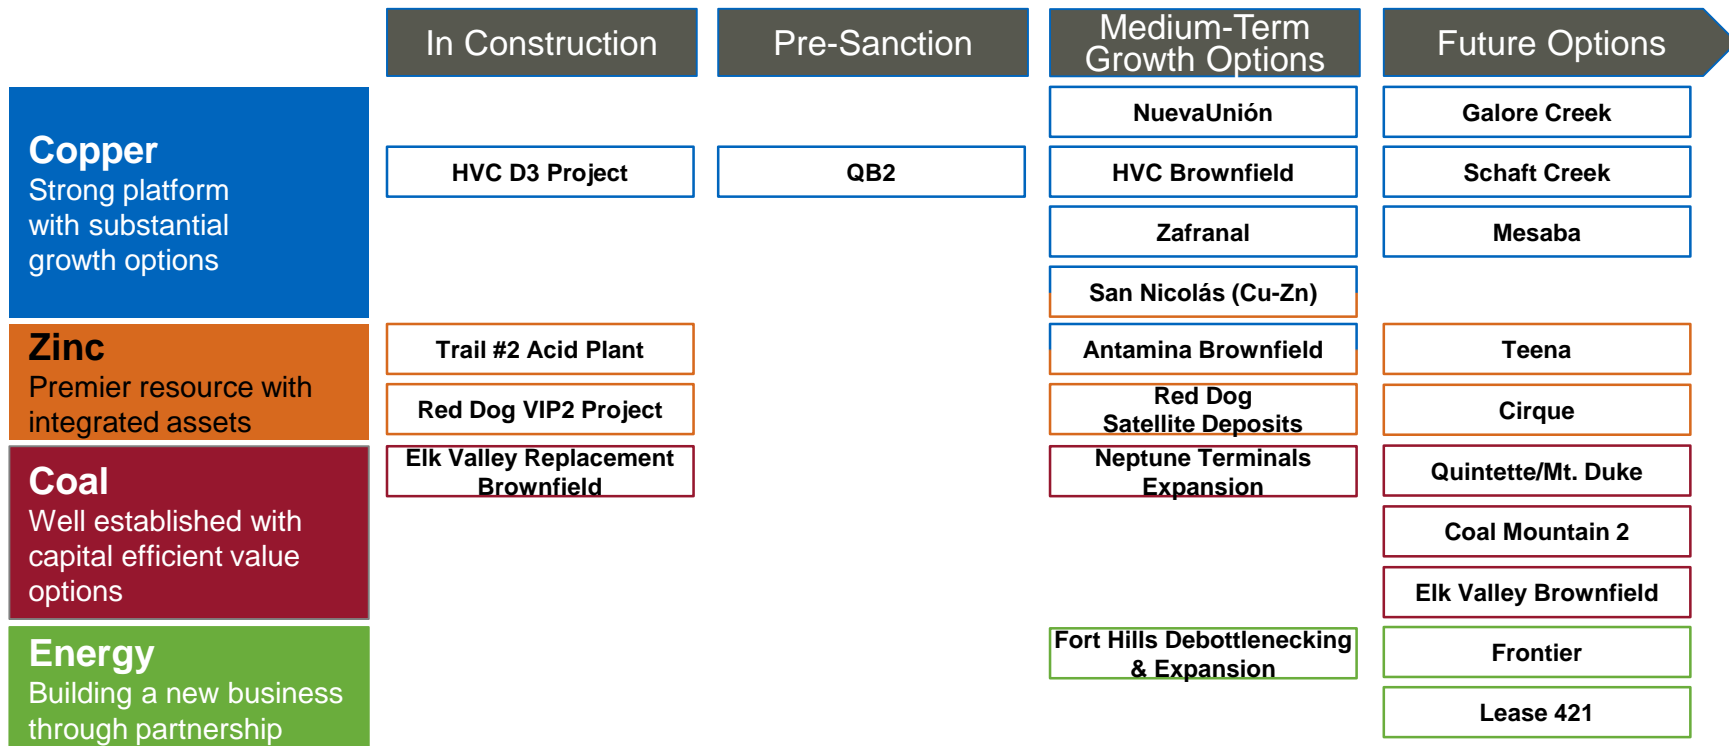 In Construction
Pre-Sanction
Medium-Term
Growth Options
Future Options
Copper
Strong platform
with substantial
growth options
HVC D3 Project
QB2
NuevaUnión
HVC Brownfield
Zafranal
San Nicolás (Cu-Zn)
Galore Creek
Schaft Creek
Mesaba
Zinc
Premier resource with
integrated assets
Trail #2 Acid Plant
Red Dog VIP2 Project
Antamina Brownfield
Red Dog
Satellite Deposits
Teena
Cirque
Coal
Well established with
capital efficient value
options
Elk Valley Replacement
Brownfield
Neptune Terminals
Expansion
Quintette/Mt. Duke
Coal Mountain 2
Elk Valley Brownfield
Energy
Building a new business
through partnership
Fort Hills Debottlenecking
& Expansion
Frontier
Lease 421